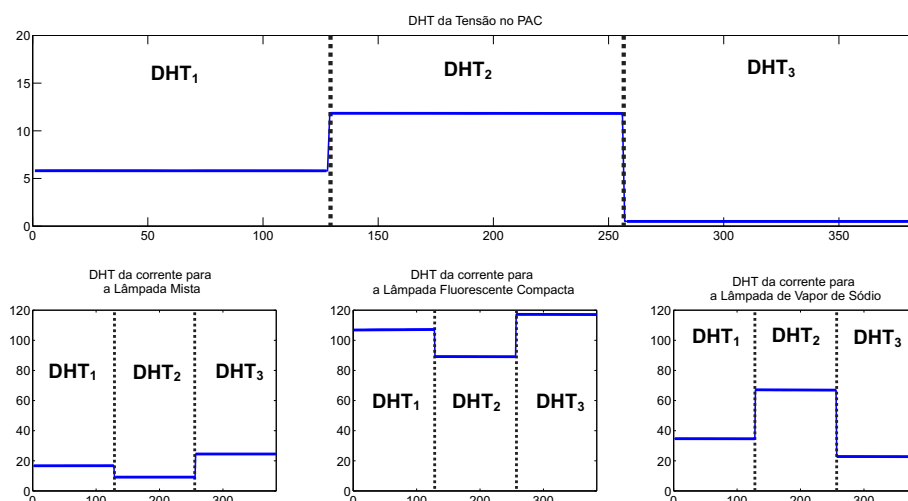 DHT da Tensão no PAC
20
15
10
5
0
DHT1
DHT2
DHT3
0 50 100 150 200 250 300 350
DHT da corrente para
a Lâmpada Mista
120
100
80
60
40
20
0
DHT1 DHT2 DHT3
0 100 200 300
DHT da corrente para
a Lâmpada Fluorescente Compacta
120
100
80
60
40
20
0
DHT1 DHT2 DHT3
0 100 200 300
DHT da corrente para
a Lâmpada de Vapor de Sódio
120
100
80
60
40
20
0
DHT1 DHT2 DHT3
0 100 200 300